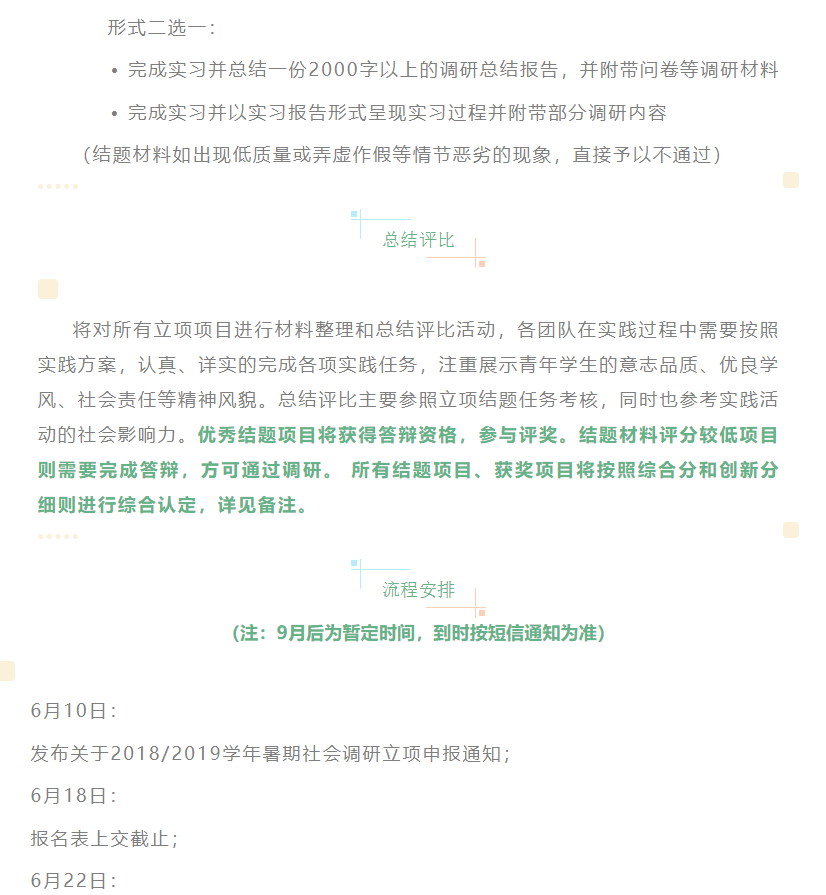 形式二选一：
• 完成实习并总结一份2000字以上的调研总结报告，并附带问卷等调研材料
• 完成实习并以实习报告形式呈现实习过程并附带部分调研内容
（结题材料如出现低质量或弄虚作假等情节恶劣的现象，直接予以不通过）
总结评比
将对所有立项项目进行材料整理和总结评比活动，各团队在实践过程中需要按照
实践方案，认真、详实的完成各项实践任务，注重展示青年学生的意志品质、优良学
风、社会责任等精神风貌。总结评比主要参照立项结题任务考核，同时也参考实践活
动的社会影响力。优秀结题项目将获得答辩资格，参与评奖。结题材料评分较低项目
则需要完成答辩，方可通过调研。 所有结题项目、获奖项目将按照综合分和创新分
细则进行综合认定，详见备注。
流程安排
（注：9月后为暂定时间，到时按短信通知为准）
6月10日：
发布关于2018/2019学年暑期社会调研立项申报通知；
6月18日：
报名表上交截止；
6月22日：